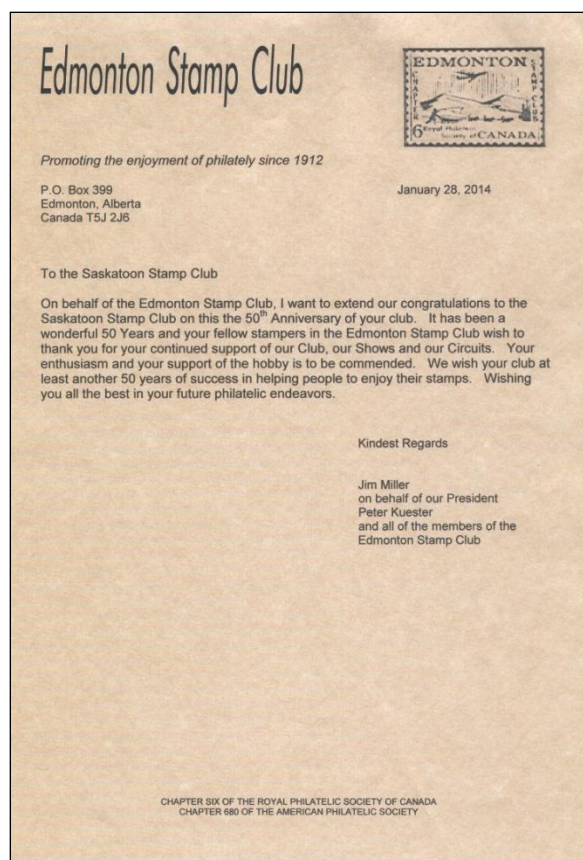 Edmonton Stamp Club
EDMONTON
CHAPTER
STAMP CLUB
6 Royal Philatelic
Society of CANADA
Promoting the enjoyment of philately since 1912
P.O. Box 399
Edmonton, Alberta
Canada T5J 2J6
January 28, 2014
To the Saskatoon Stamp Club
On behalf of the Edmonton Stamp Club, I want to extend our congratulations to the
Saskatoon Stamp Club on this the 50th Anniversary of your club. It has been a
wonderful 50 Years and your fellow stampers in the Edmonton Stamp Club wish to
thank you for your continued support of our Club, our Shows and our Circuits. Your
enthusiasm and your support of the hobby is to be commended. We wish your club at
least another 50 years of success in helping people to enjoy their stamps. Wishing
you all the best in your future philatelic endeavors.
Kindest Regards
Jim Miller
on behalf of our President
Peter Kuester
and all of the members of the
Edmonton Stamp Club
CHAPTER SIX OF THE ROYAL PHILATELIC SOCIETY OF CANADA
CHAPTER 680 OF THE AMERICAN PHILATELIC SOCIETY